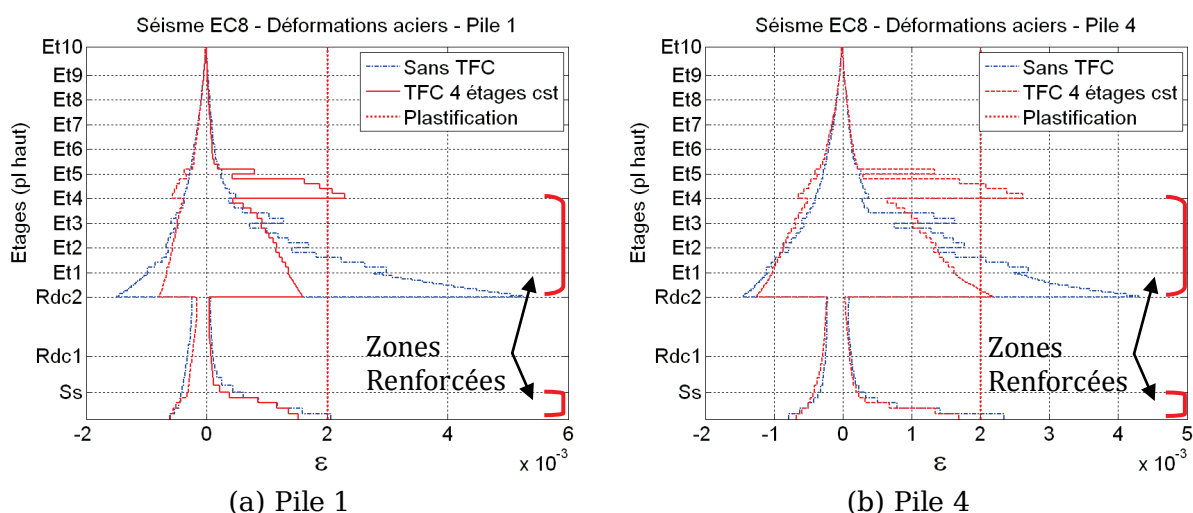 Séisme EC8 - Déformations aciers - Pile 1
Etages (pl haut)
Et10
Et9
Et8
Et7
Et6
Et5
Et4
Et3
Et2
Et1
Rdc2
Rdc1
Ss
Sans TFC
TFC 4 étages cst
Plastification
Zones
Renforcées
-2 0 2 4 6
x 10⁻³
ε
(a) Pile 1
Séisme EC8 - Déformations aciers - Pile 4
Etages (pl haut)
Et10
Et9
Et8
Et7
Et6
Et5
Et4
Et3
Et2
Et1
Rdc2
Rdc1
Ss
Sans TFC
TFC 4 étages cst
Plastification
Zones
Renforcées
-2 -1 0 1 2 3 4 5
x 10⁻³
ε
(b) Pile 4